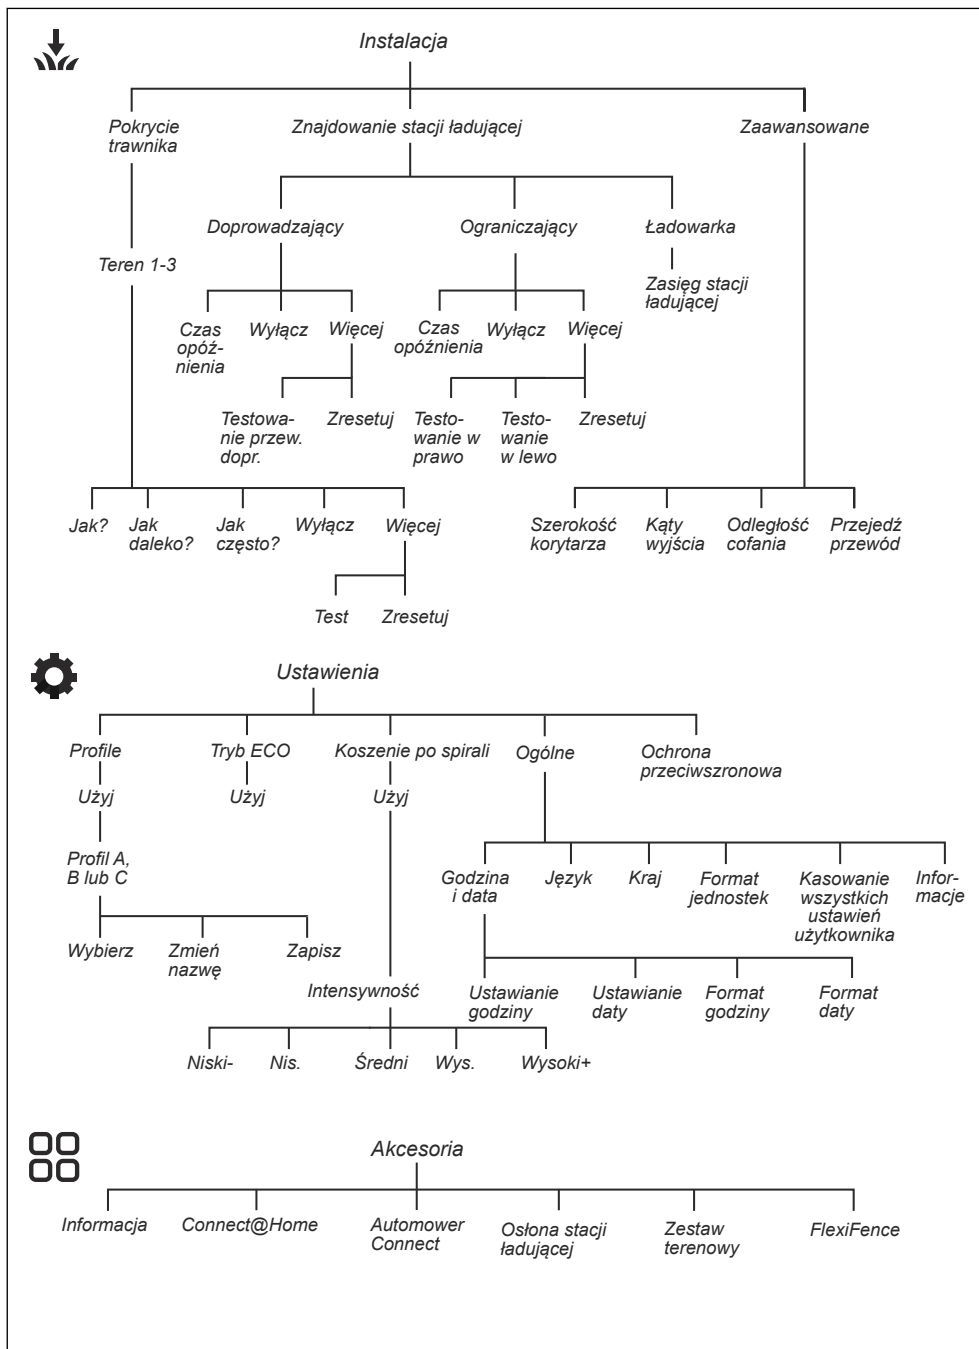 Instalacja
Pokrycie
trawnika
Znajdowanie stacji ładującej
Zaawansowane
Doprowadzający
Ograniczający
Ładowarka
Teren 1-3
Zasięg stacji
ładującej
Czas
opóź-
nienia
Wyłącz
Więcej
Czas
opóźnienia
Wyłącz
Więcej
Testowa-
nie przew.
dopr.
Zresetuj
Testo-
wanie w
prawo
Testo-
wanie
w lewo
Zresetuj
Jak?
Jak
daleko?
Jak
często?
Wyłącz
Więcej
Szerokość
korytarza
Kąty
wyjścia
Odległość
cofania
Przejedź
przewód
Test
Zresetuj
Ustawienia
Profile
Tryb ECO
Koszenie po spirali
Ogólne
Ochrona
przeciwszronowa
Użyj
Użyj
Użyj
Profil A,
B lub C
Godzina
i data
Język
Kraj
Format
jednostek
Kasowanie
wszystkich
ustawień
użytkownika
Infor-
macje
Wybierz
Zmień
nazwę
Zapisz
Intensywność
Ustawianie
godziny
Ustawianie
daty
Format
godziny
Format
daty
Niski-
Nis.
Średni
Wys.
Wysoki+
Akcesoria
Informacja
Connect@Home
Automower
Connect
Osłona stacji
ładującej
Zestaw
terenowy
FlexiFence